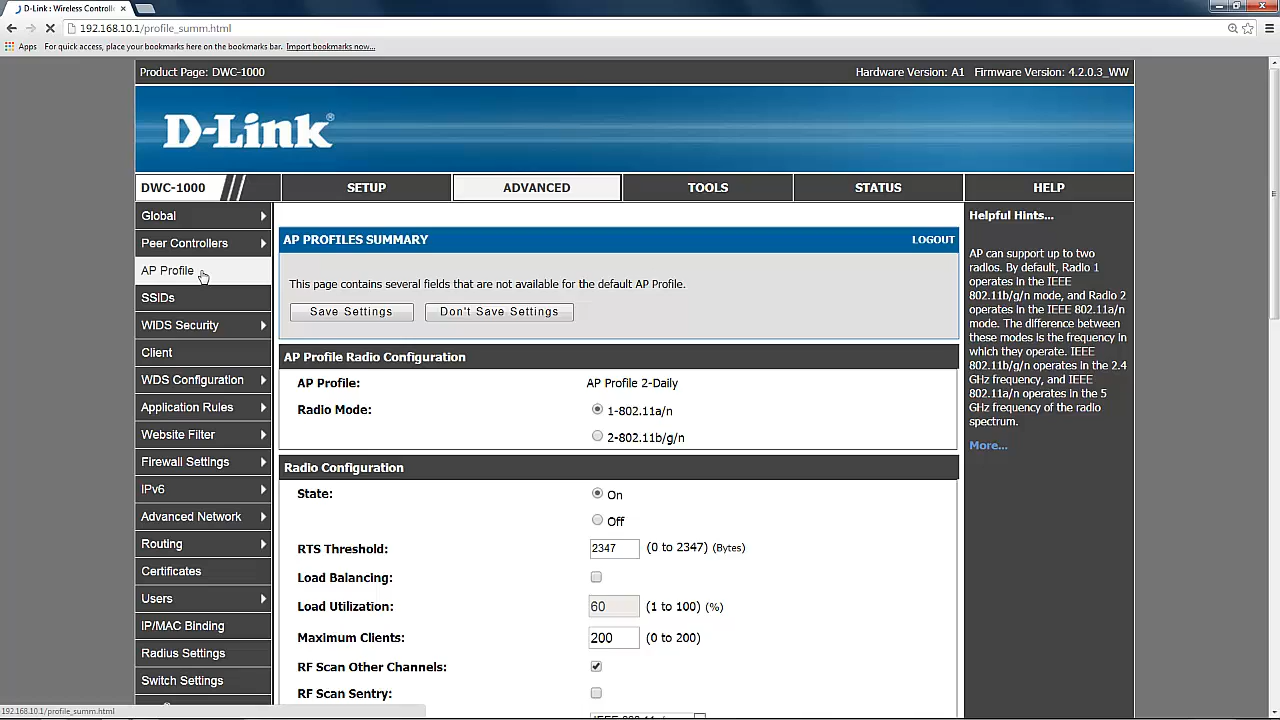 D-Link : Wireless Controll
192.168.10.1/profile_summ.html
Apps For quick access, place your bookmarks here on the bookmarks bar. Import bookmarks now...
Product Page: DWC-1000 Hardware Version: A1 Firmware Version: 4.2.0.3_WW
D-Link®
DWC-1000 SETUP ADVANCED TOOLS STATUS HELP
Global
Peer Controllers
AP Profile
SSIDs
WIDS Security
Client
WDS Configuration
Application Rules
Website Filter
Firewall Settings
IPv6
Advanced Network
Routing
Certificates
Users
IP/MAC Binding
Radius Settings
Switch Settings
AP PROFILES SUMMARY LOGOUT
This page contains several fields that are not available for the default AP Profile.
Save Settings Don't Save Settings
AP Profile Radio Configuration
AP Profile: AP Profile 2-Daily
Radio Mode: 1-802.11a/n
2-802.11b/g/n
Radio Configuration
State: On
Off
RTS Threshold: 2347 (0 to 2347) (Bytes)
Load Balancing:
Load Utilization: 60 (1 to 100) (%)
Maximum Clients: 200 (0 to 200)
RF Scan Other Channels:
RF Scan Sentry:
Helpful Hints...
AP can support up to two
radios. By default, Radio 1
operates in the IEEE
802.11b/g/n mode, and Radio 2
operates in the IEEE 802.11a/n
mode. The difference between
these modes is the frequency in
which they operate. IEEE
802.11b/g/n operates in the 2.4
GHz frequency, and IEEE
802.11a/n operates in the 5
GHz frequency of the radio
spectrum.
More...
192.168.10.1/profile_summ.html